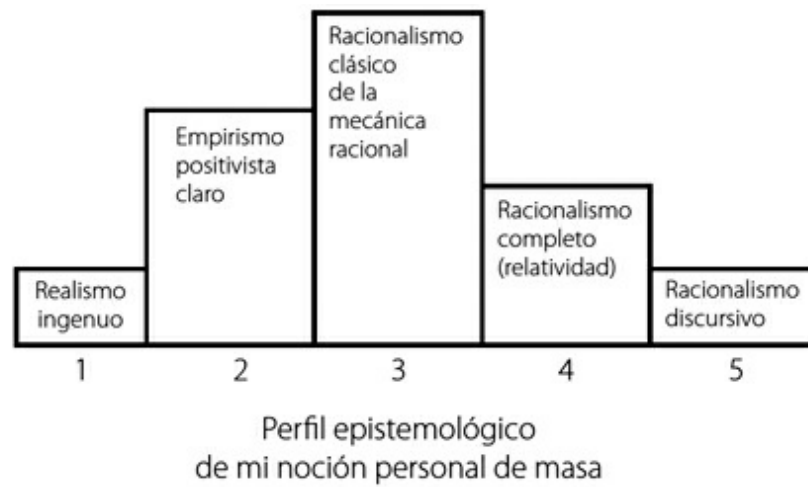 Realismo
ingenuo
Empirismo
positivista
claro
Racionalismo
clásico
de la
mecánica
racional
Racionalismo
completo
(relatividad)
Racionalismo
discursivo
1
2
3
4
5
Perfil epistemológico
de mi noción personal de masa